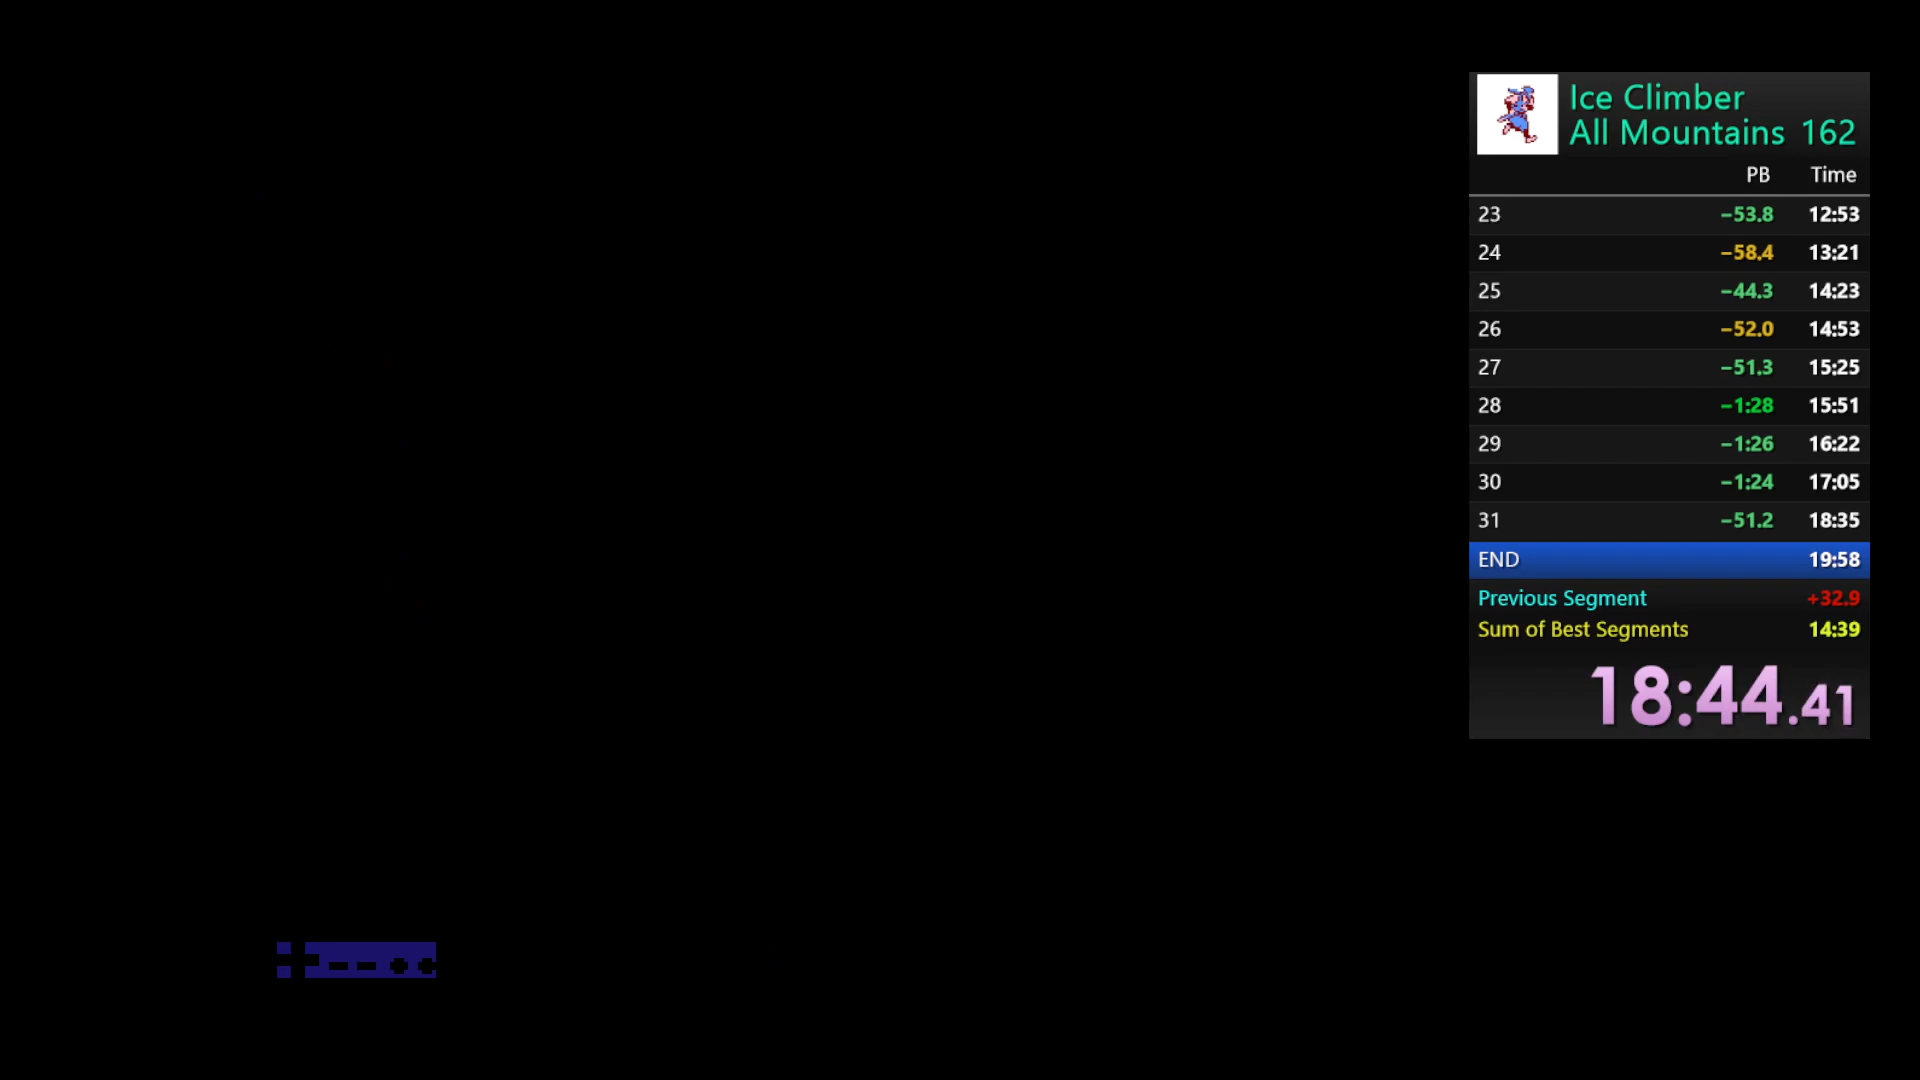 Ice Climber
All Mountains 162
PB Time
23 -53.8 12:53
24 -58.4 13:21
25 -44.3 14:23
26 -52.0 14:53
27 -51.3 15:25
28 -1:28 15:51
29 -1:26 16:22
30 -1:24 17:05
31 -51.2 18:35
END 19:58
Previous Segment +32.9
Sum of Best Segments 14:39
18:44.41